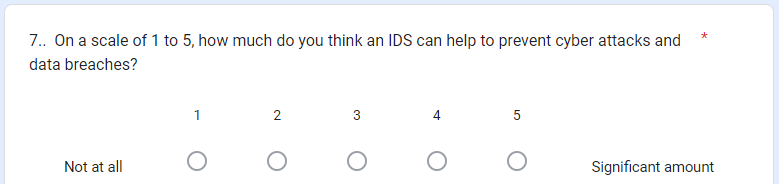 7.. On a scale of 1 to 5, how much do you think an IDS can help to prevent cyber attacks and *
data breaches?
1 2 3 4 5
Not at all Significant amount